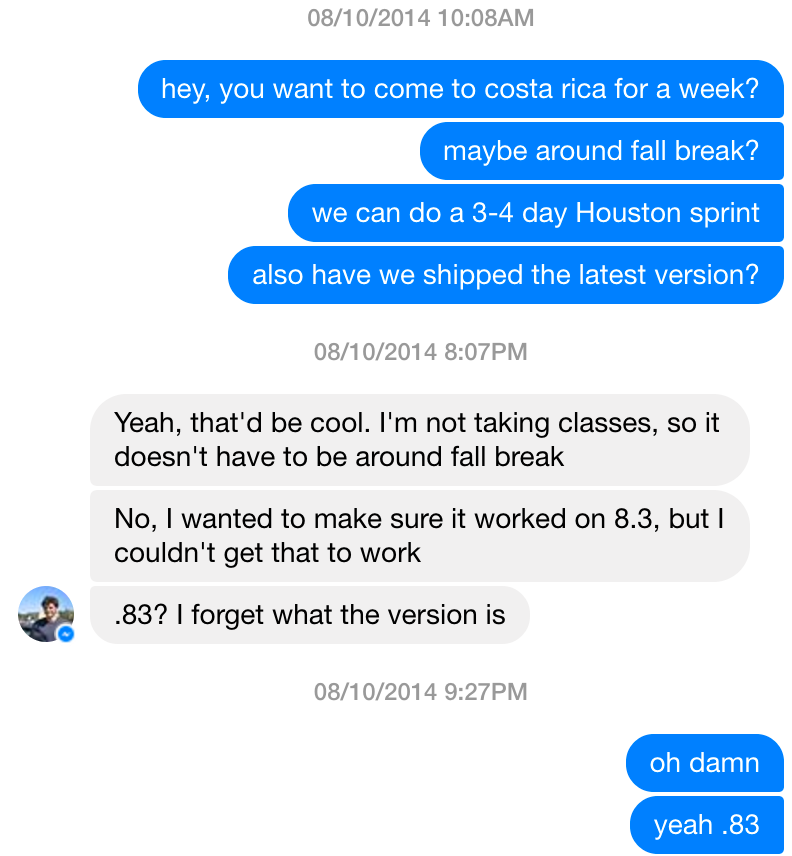 08/10/2014 10:08AM
hey, you want to come to costa rica for a week?
maybe around fall break?
we can do a 3-4 day Houston sprint
also have we shipped the latest version?
08/10/2014 8:07PM
Yeah, that'd be cool. I'm not taking classes, so it
doesn't have to be around fall break
No, I wanted to make sure it worked on 8.3, but I
couldn't get that to work
.83? I forget what the version is
08/10/2014 9:27PM
oh damn
yeah .83